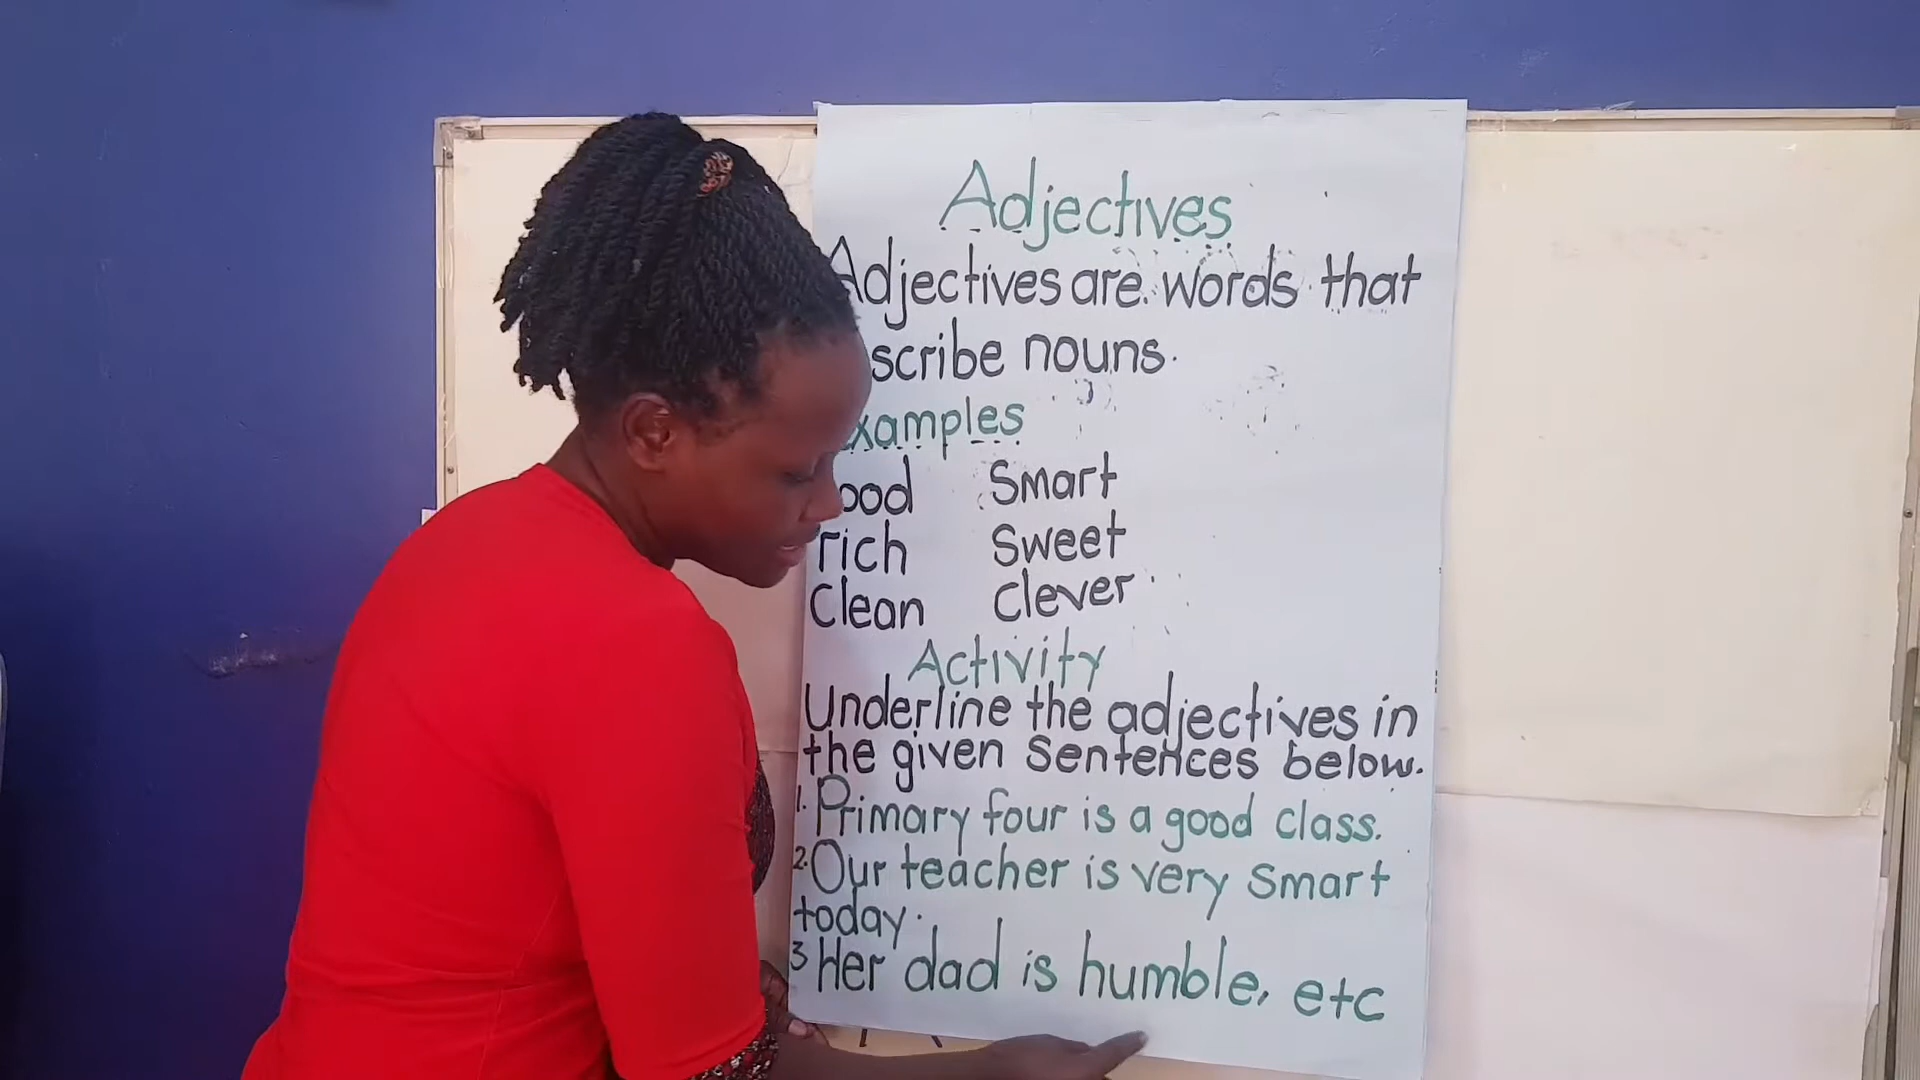 Adjectives
Adjectives are words that
scribe nouns.
xamples
ood Smart
rich Sweet
Clean Clever
Activity
Underline the adjectives in
the given sentences below.
1. Primary four is a good class.
2. Our teacher is very smart
today.
3 Her dad is humble, etc